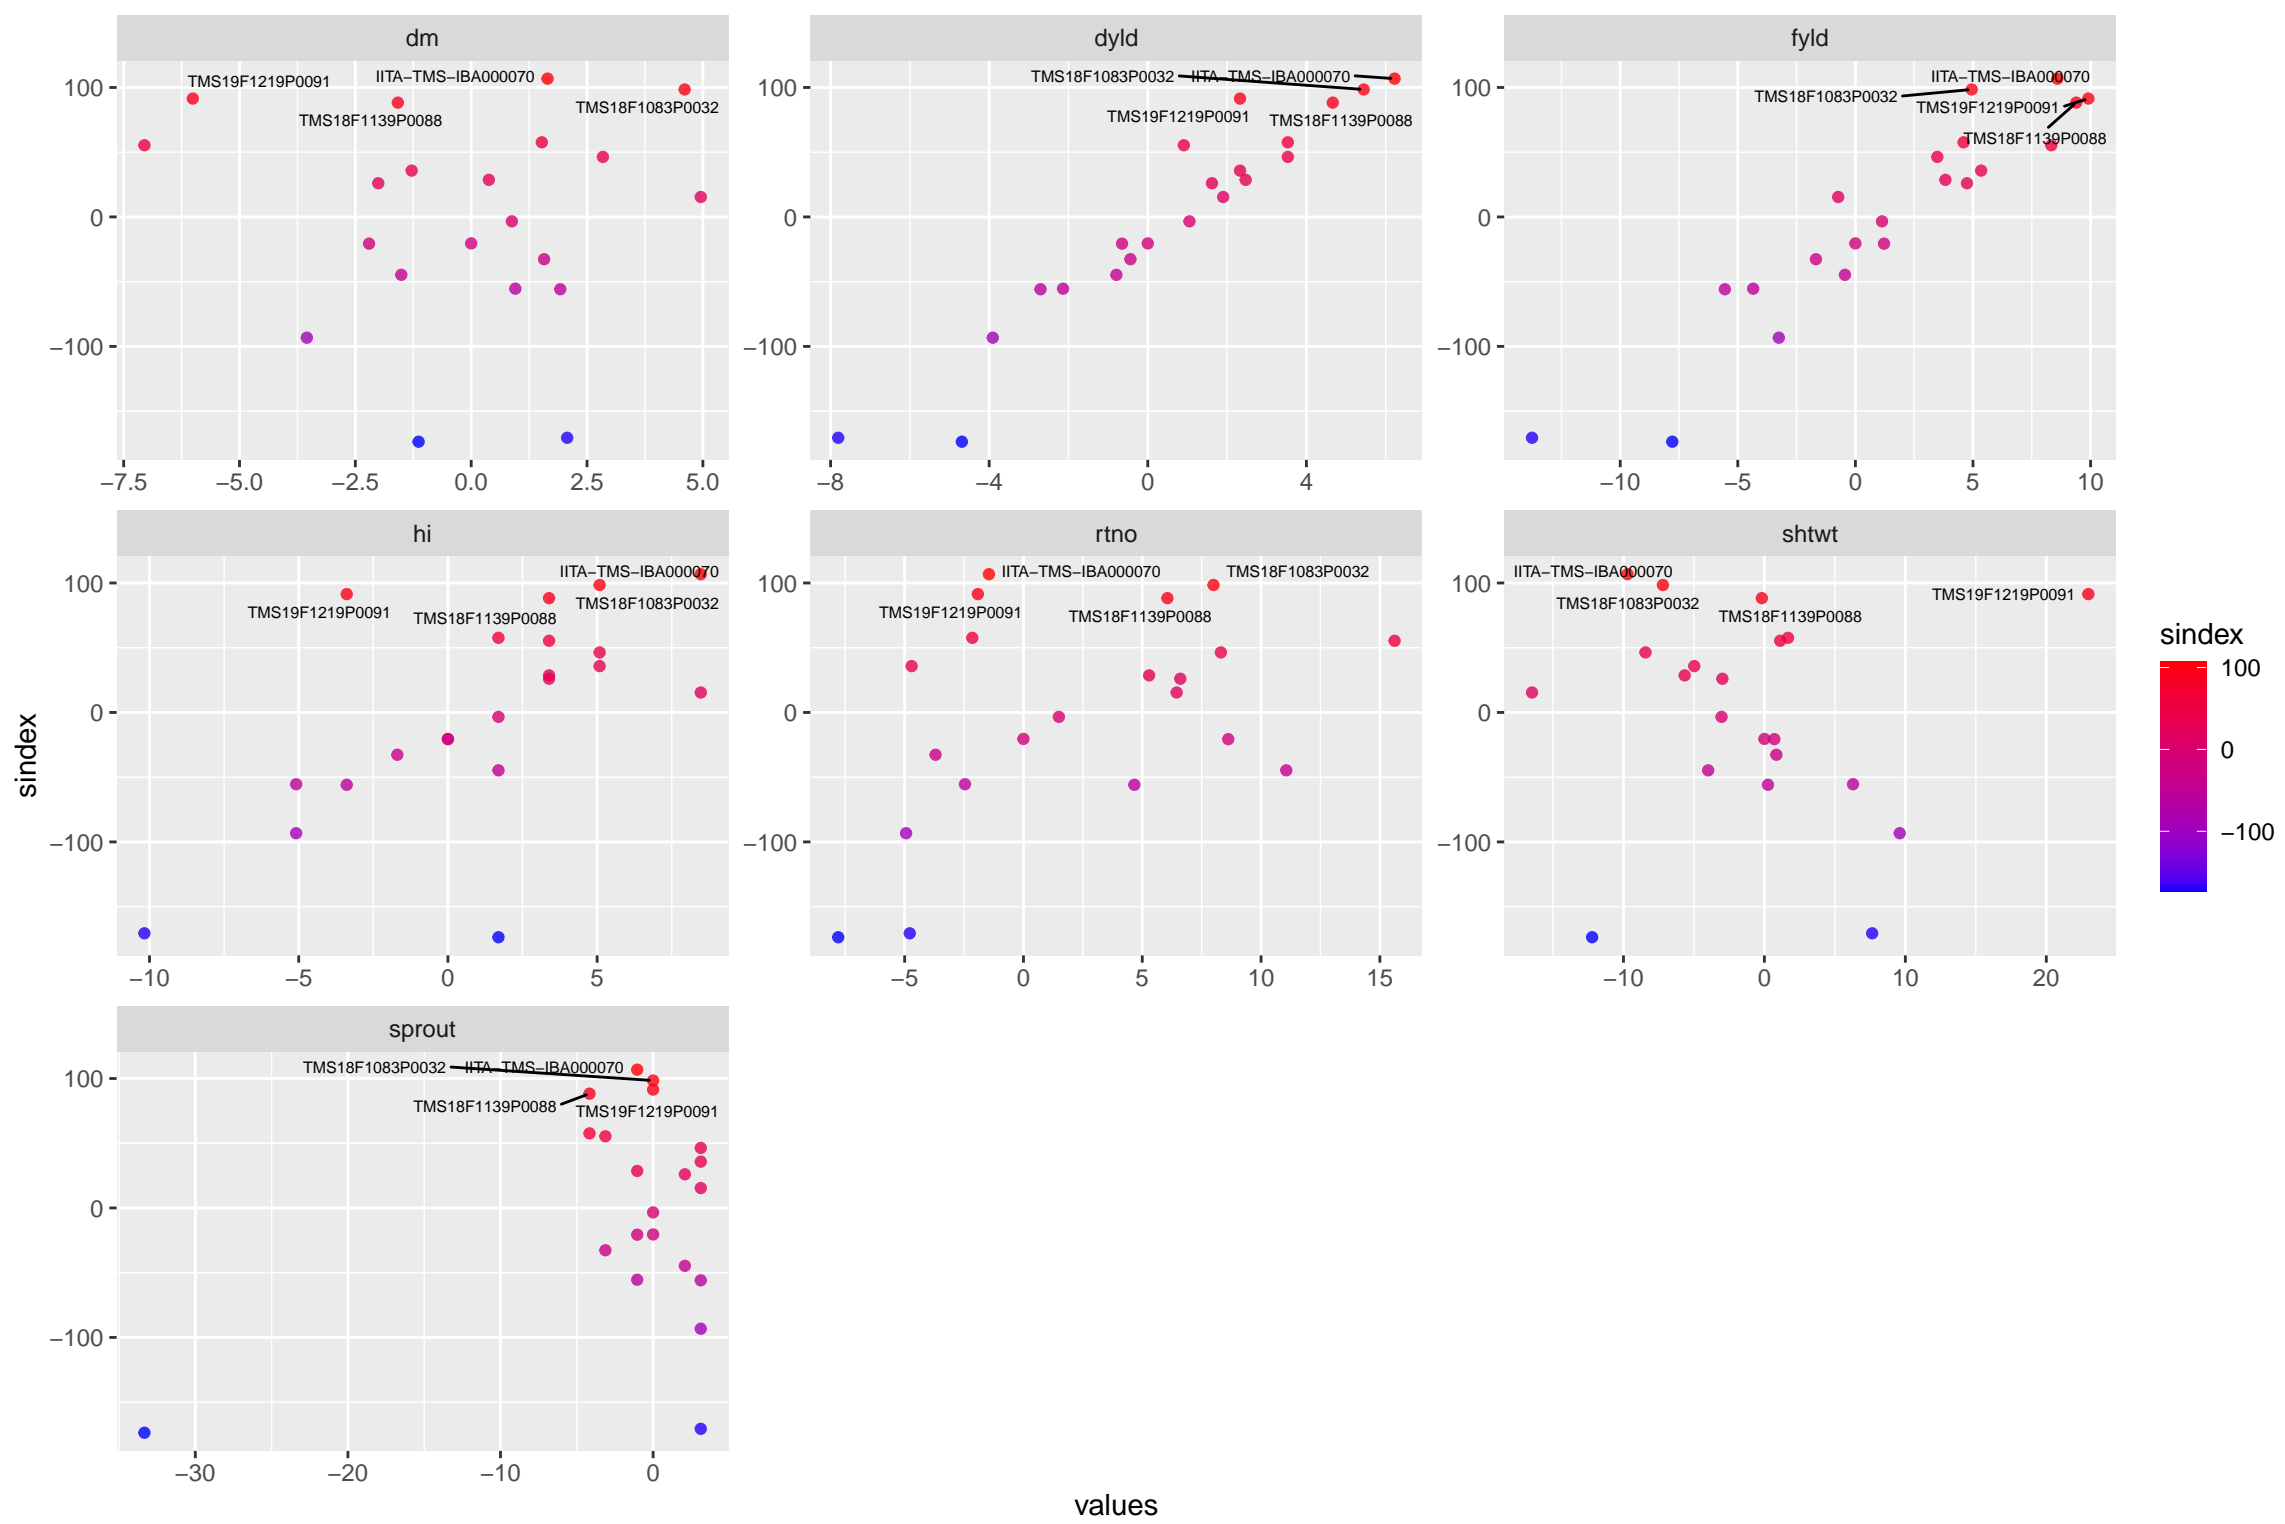 dm
dyld
fyld
TMS19F1219P0091
IITA−TMS−IBA000070
TMS18F1139P0088
TMS18F1083P0032
TMS18F1083P0032
IITA−TMS−IBA000070
TMS19F1219P0091
TMS18F1139P0088
IITA−TMS−IBA000070
TMS18F1083P0032
TMS19F1219P0091
TMS18F1139P0088
100
0
−100
100
0
−100
100
0
−100
−7.5 −5.0 −2.5 0.0 2.5 5.0
−8 −4 0 4
−10 −5 0 5 10
hi
rtno
shtwt
IITA−TMS−IBA000070
TMS19F1219P0091
TMS18F1139P0088
TMS18F1083P0032
IITA−TMS−IBA000070
TMS18F1083P0032
TMS19F1219P0091
TMS18F1139P0088
IITA−TMS−IBA000070
TMS18F1083P0032
TMS18F1139P0088
TMS19F1219P0091
100
0
−100
100
0
−100
100
0
−100
−10 −5 0 5
−5 0 5 10 15
−10 0 10 20
sprout
TMS18F1083P0032
IITA−TMS−IBA000070
TMS18F1139P0088
TMS19F1219P0091
100
0
−100
−30 −20 −10 0
sindex
values
sindex
100
0
−100